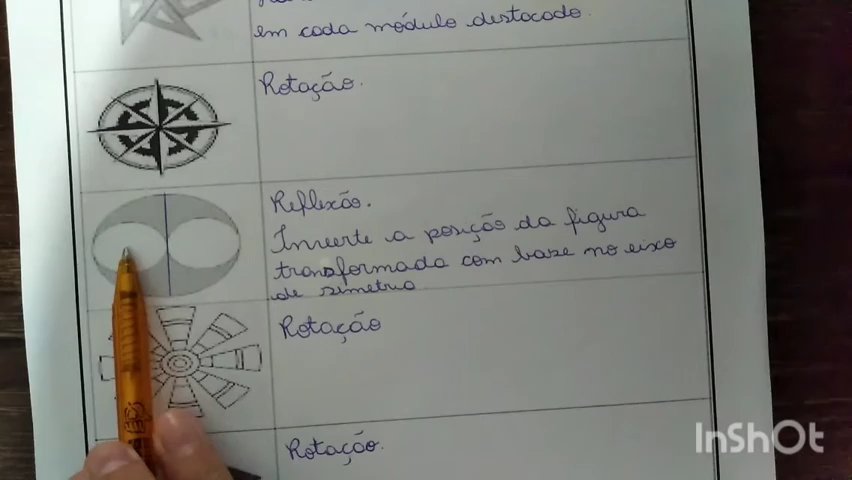 em cada módulo destacado.
Rotação.
Reflexão.
Inverte a posição da figura
transformada com base no eixo
de simetria
Rotação
Rotação.
InShOt